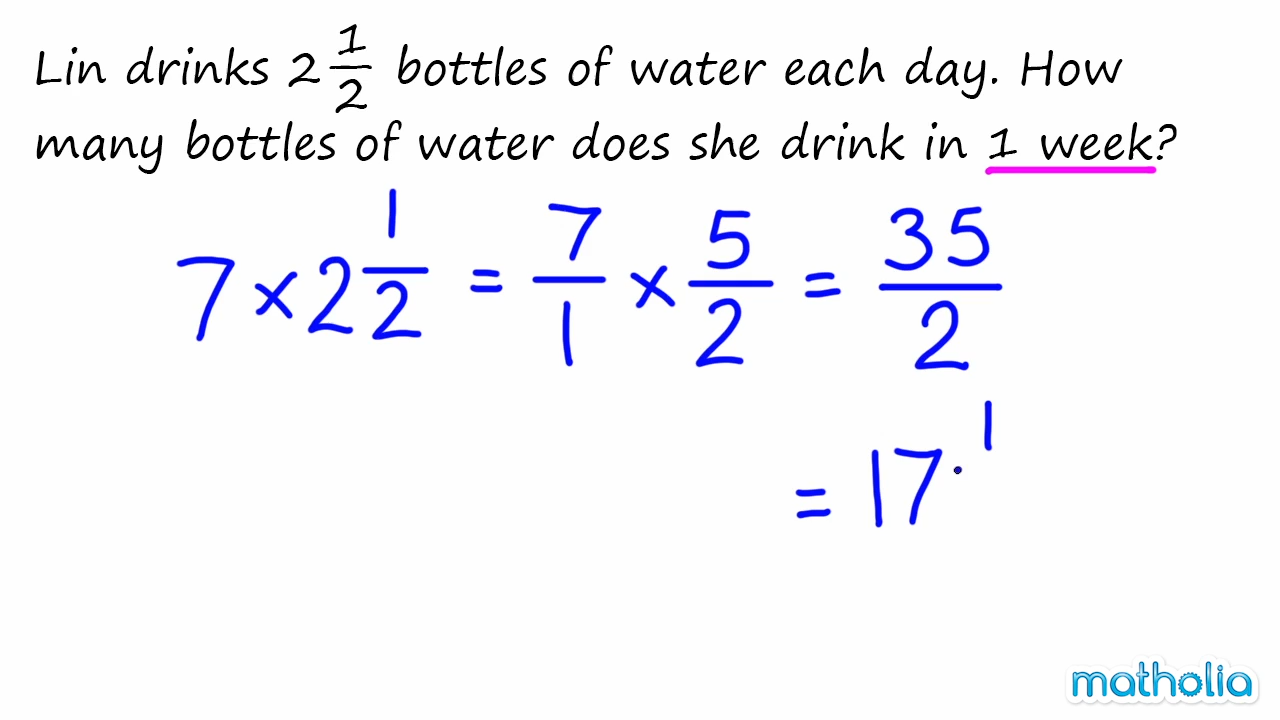 Lin drinks 2 1/2 bottles of water each day. How
many bottles of water does she drink in 1 week?
7 × 2 1/2 = 7/1 × 5/2 = 35/2
= 17 1
matholia